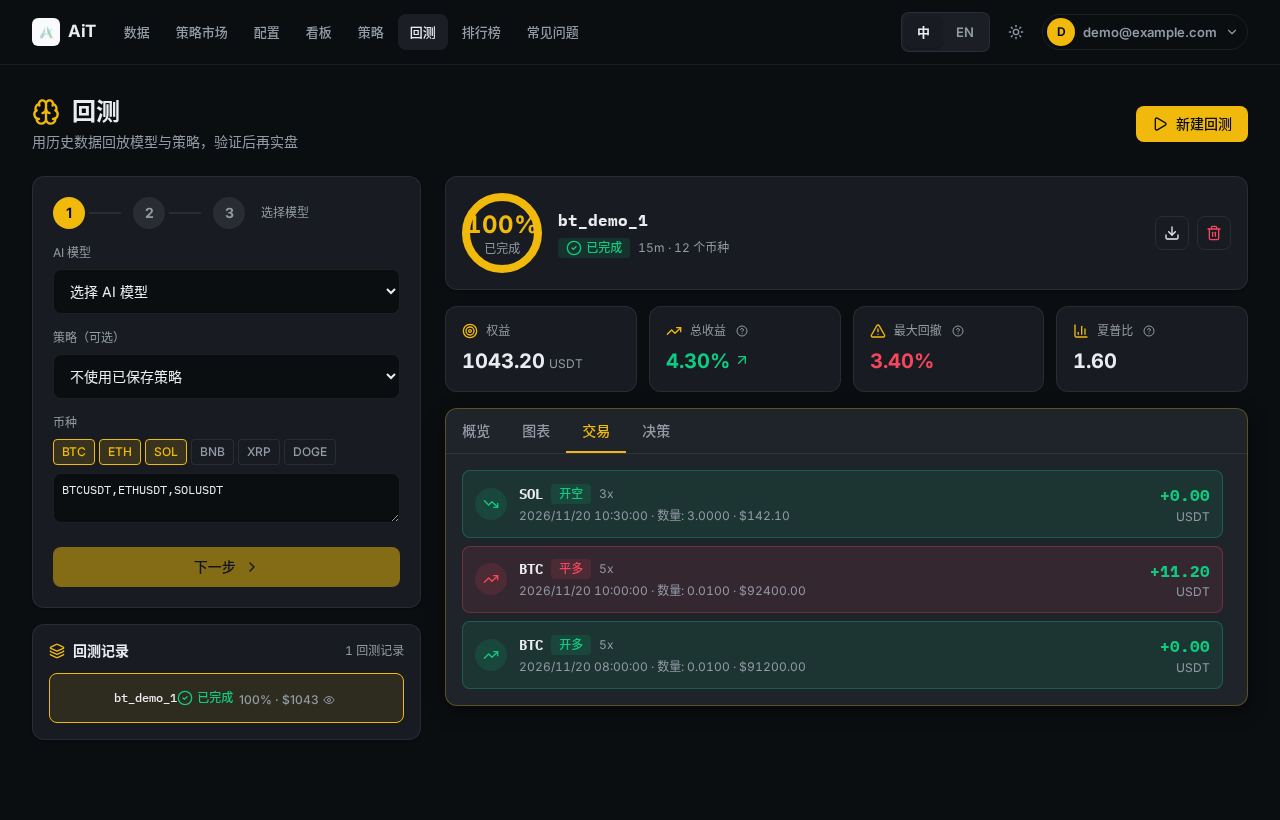 AiT 数据 策略市场 配置 看板 策略 回测 排行榜 常见问题 中 EN D demo@example.com
回测
用历史数据回放模型与策略，验证后再实盘
新建回测
1 2 3 选择模型
AI 模型
选择 AI 模型
策略（可选）
不使用已保存策略
币种
BTC ETH SOL BNB XRP DOGE
BTCUSDT,ETHUSDT,SOLUSDT
下一步
回测记录 1 回测记录
bt_demo_1 已完成 100% · $1043
100%
已完成
bt_demo_1
已完成 15m · 12 个币种
权益
1043.20 USDT
总收益
4.30%
最大回撤
3.40%
夏普比
1.60
概览 图表 交易 决策
SOL 开空 3x
2026/11/20 10:30:00 · 数量: 3.0000 · $142.10
+0.00
USDT
BTC 平多 5x
2026/11/20 10:00:00 · 数量: 0.0100 · $92400.00
+11.20
USDT
BTC 开多 5x
2026/11/20 08:00:00 · 数量: 0.0100 · $91200.00
+0.00
USDT